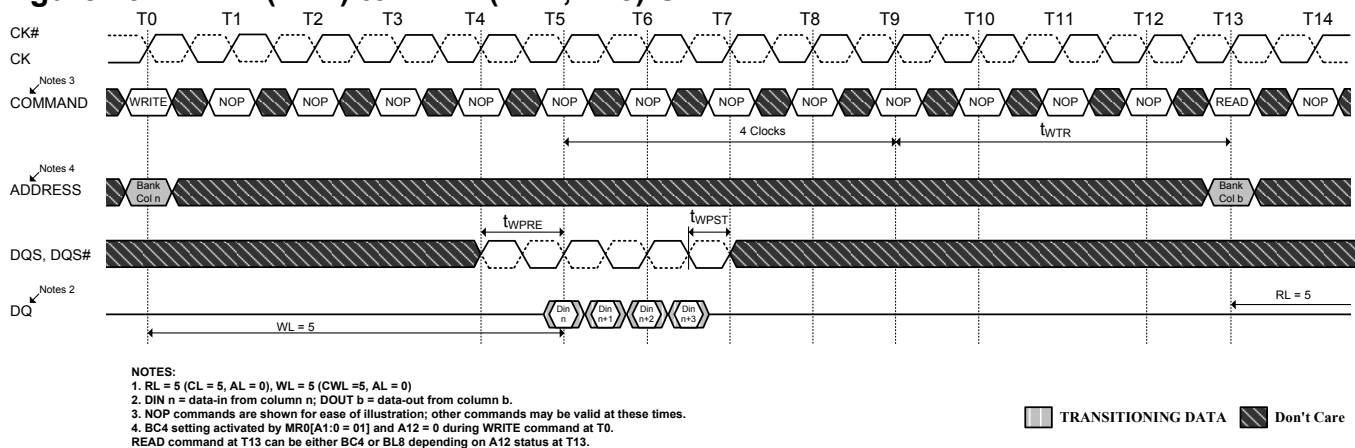 T0 T1 T2 T3 T4 T5 T6 T7 T8 T9 T10 T11 T12 T13 T14
CK#
CK
Notes 3
COMMAND
WRITE NOP NOP NOP NOP NOP NOP NOP NOP NOP NOP NOP NOP READ NOP
4 Clocks
tWTR
Notes 4
ADDRESS
Bank
Col n
Bank
Col b
tWPRE
tWPST
DQS, DQS#
Notes 2
DQ
Din
n
Din
n+1
Din
n+2
Din
n+3
RL = 5
WL = 5
NOTES:
1. RL = 5 (CL = 5, AL = 0), WL = 5 (CWL =5, AL = 0)
2. DIN n = data-in from column n; DOUT b = data-out from column b.
3. NOP commands are shown for ease of illustration; other commands may be valid at these times.
4. BC4 setting activated by MR0[A1:0 = 01] and A12 = 0 during WRITE command at T0.
READ command at T13 can be either BC4 or BL8 depending on A12 status at T13.
TRANSITIONING DATA
Don't Care